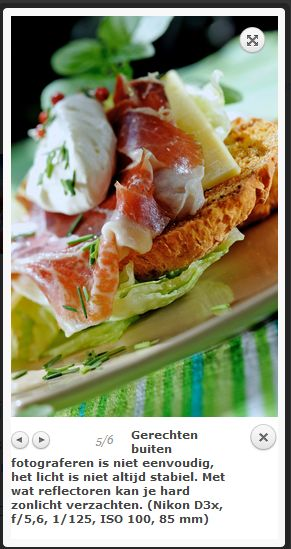 5/6 Gerechten
buiten
fotograferen is niet eenvoudig,
het licht is niet altijd stabiel. Met
wat reflectoren kan je hard
zonlicht verzachten. (Nikon D3x,
f/5,6, 1/125, ISO 100, 85 mm)